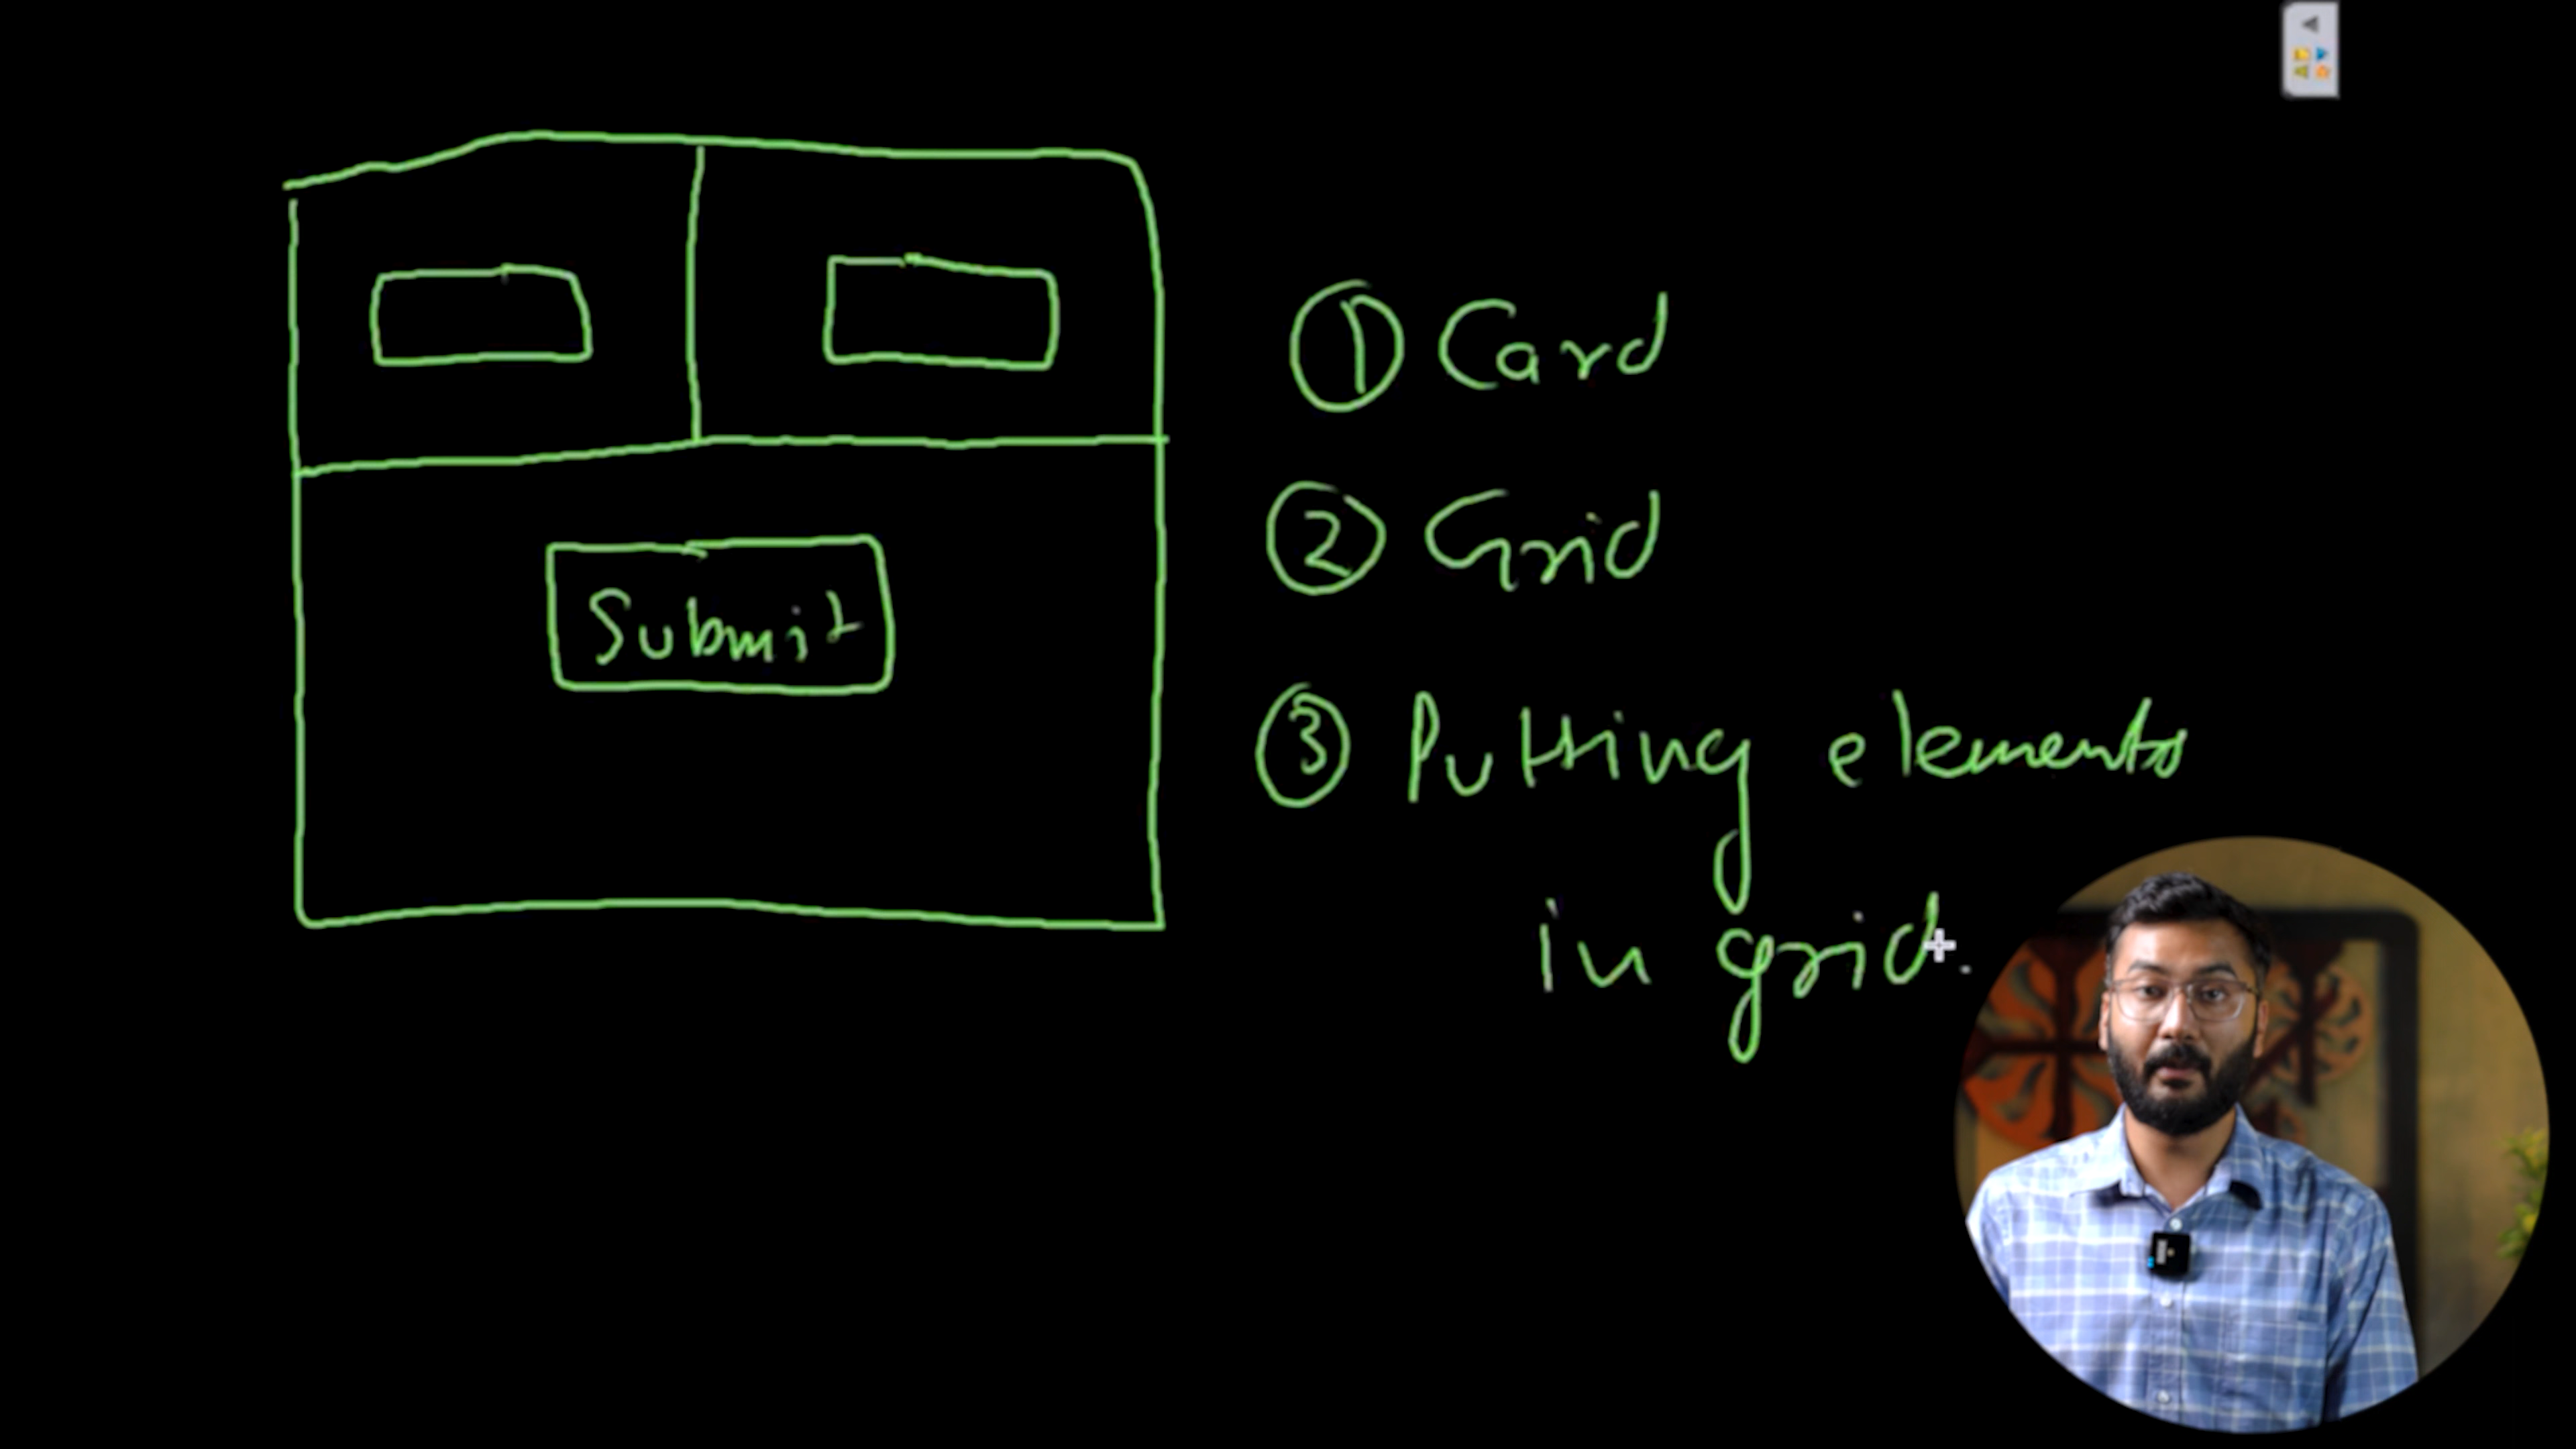 Submit
① Card
② Grid
③ Putting elements
in grid.